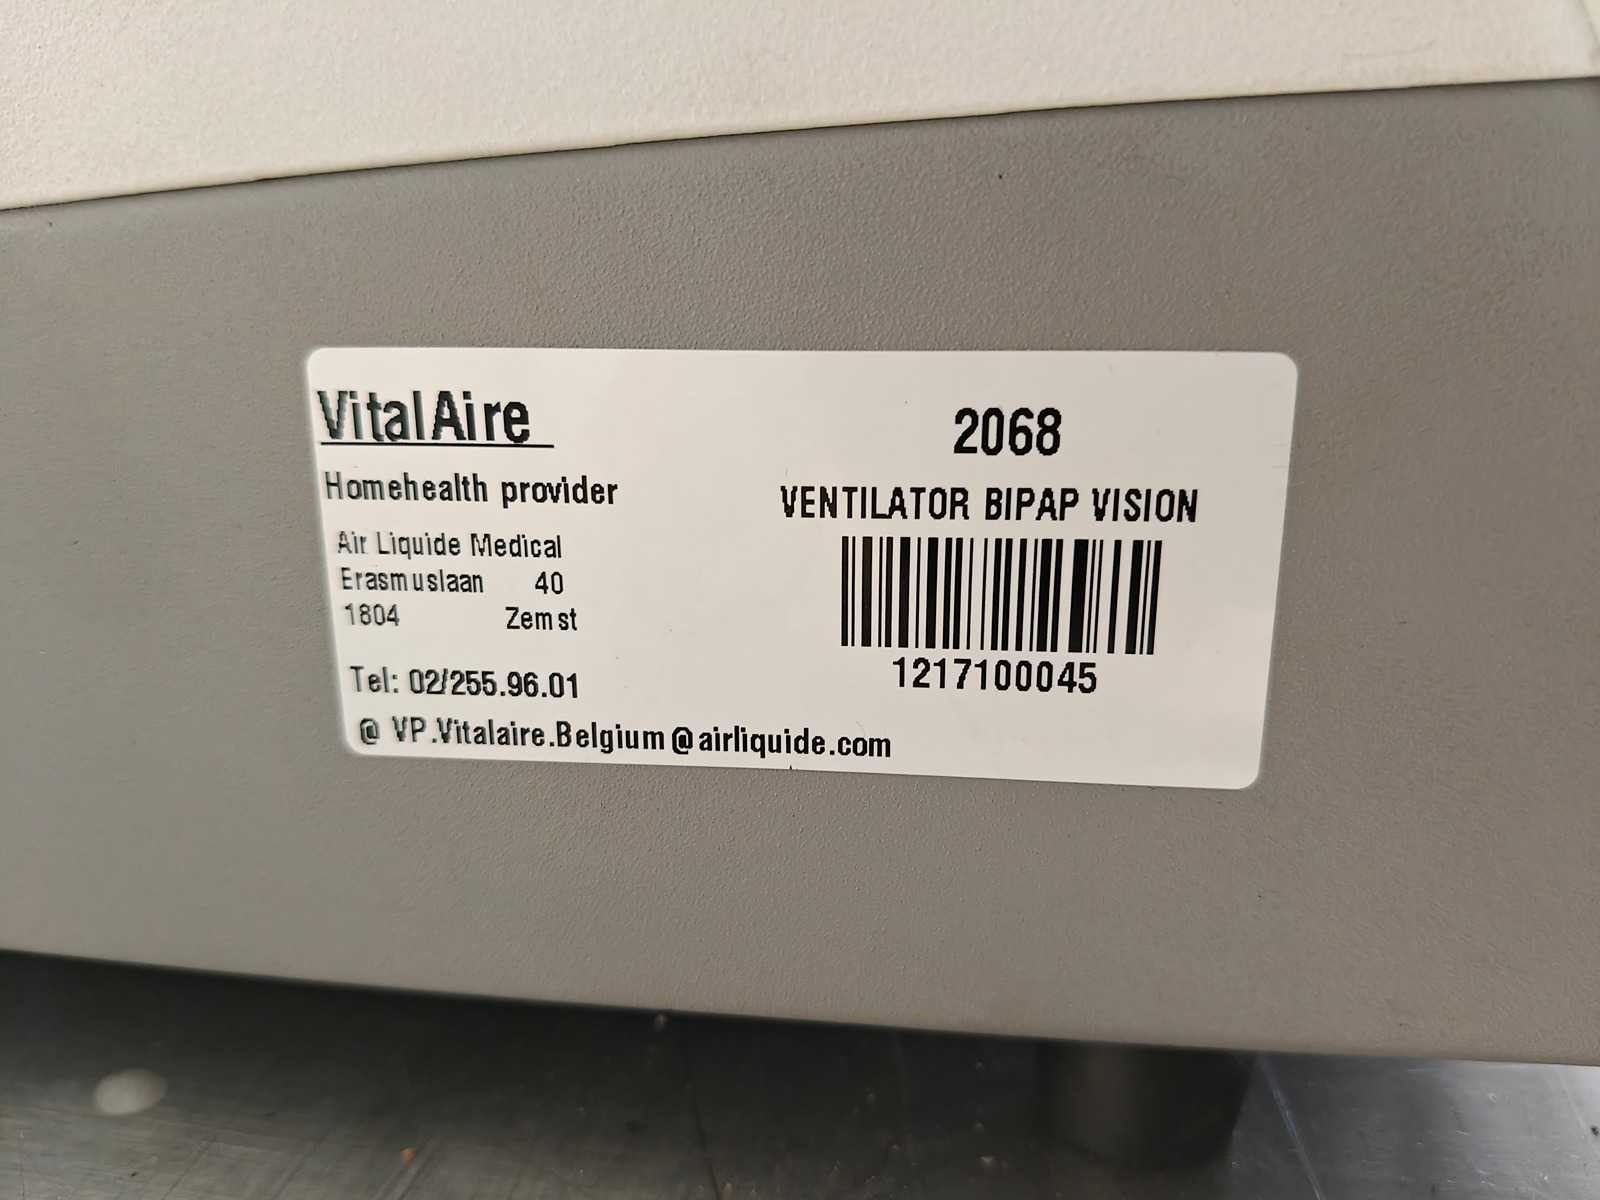 VitalAire
Homehealth provider
Air Liquide Medical
Erasmuslaan 40
1804 Zemst
Tel: 02/255.96.01
@ VP.Vitalaire.Belgium@airliquide.com
2068
VENTILATOR BIPAP VISION
1217100045